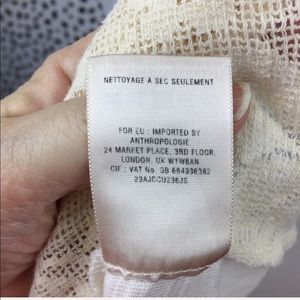 NETTOYAGE À SEC SEULEMENT
FOR EU : IMPORTED BY
ANTHROPOLOGIE
24 MARKET PLACE, 3RD FLOOR,
LONDON, UK W1W8AN
CIF : VAT No. GB 684936382
23AJCCU236JS